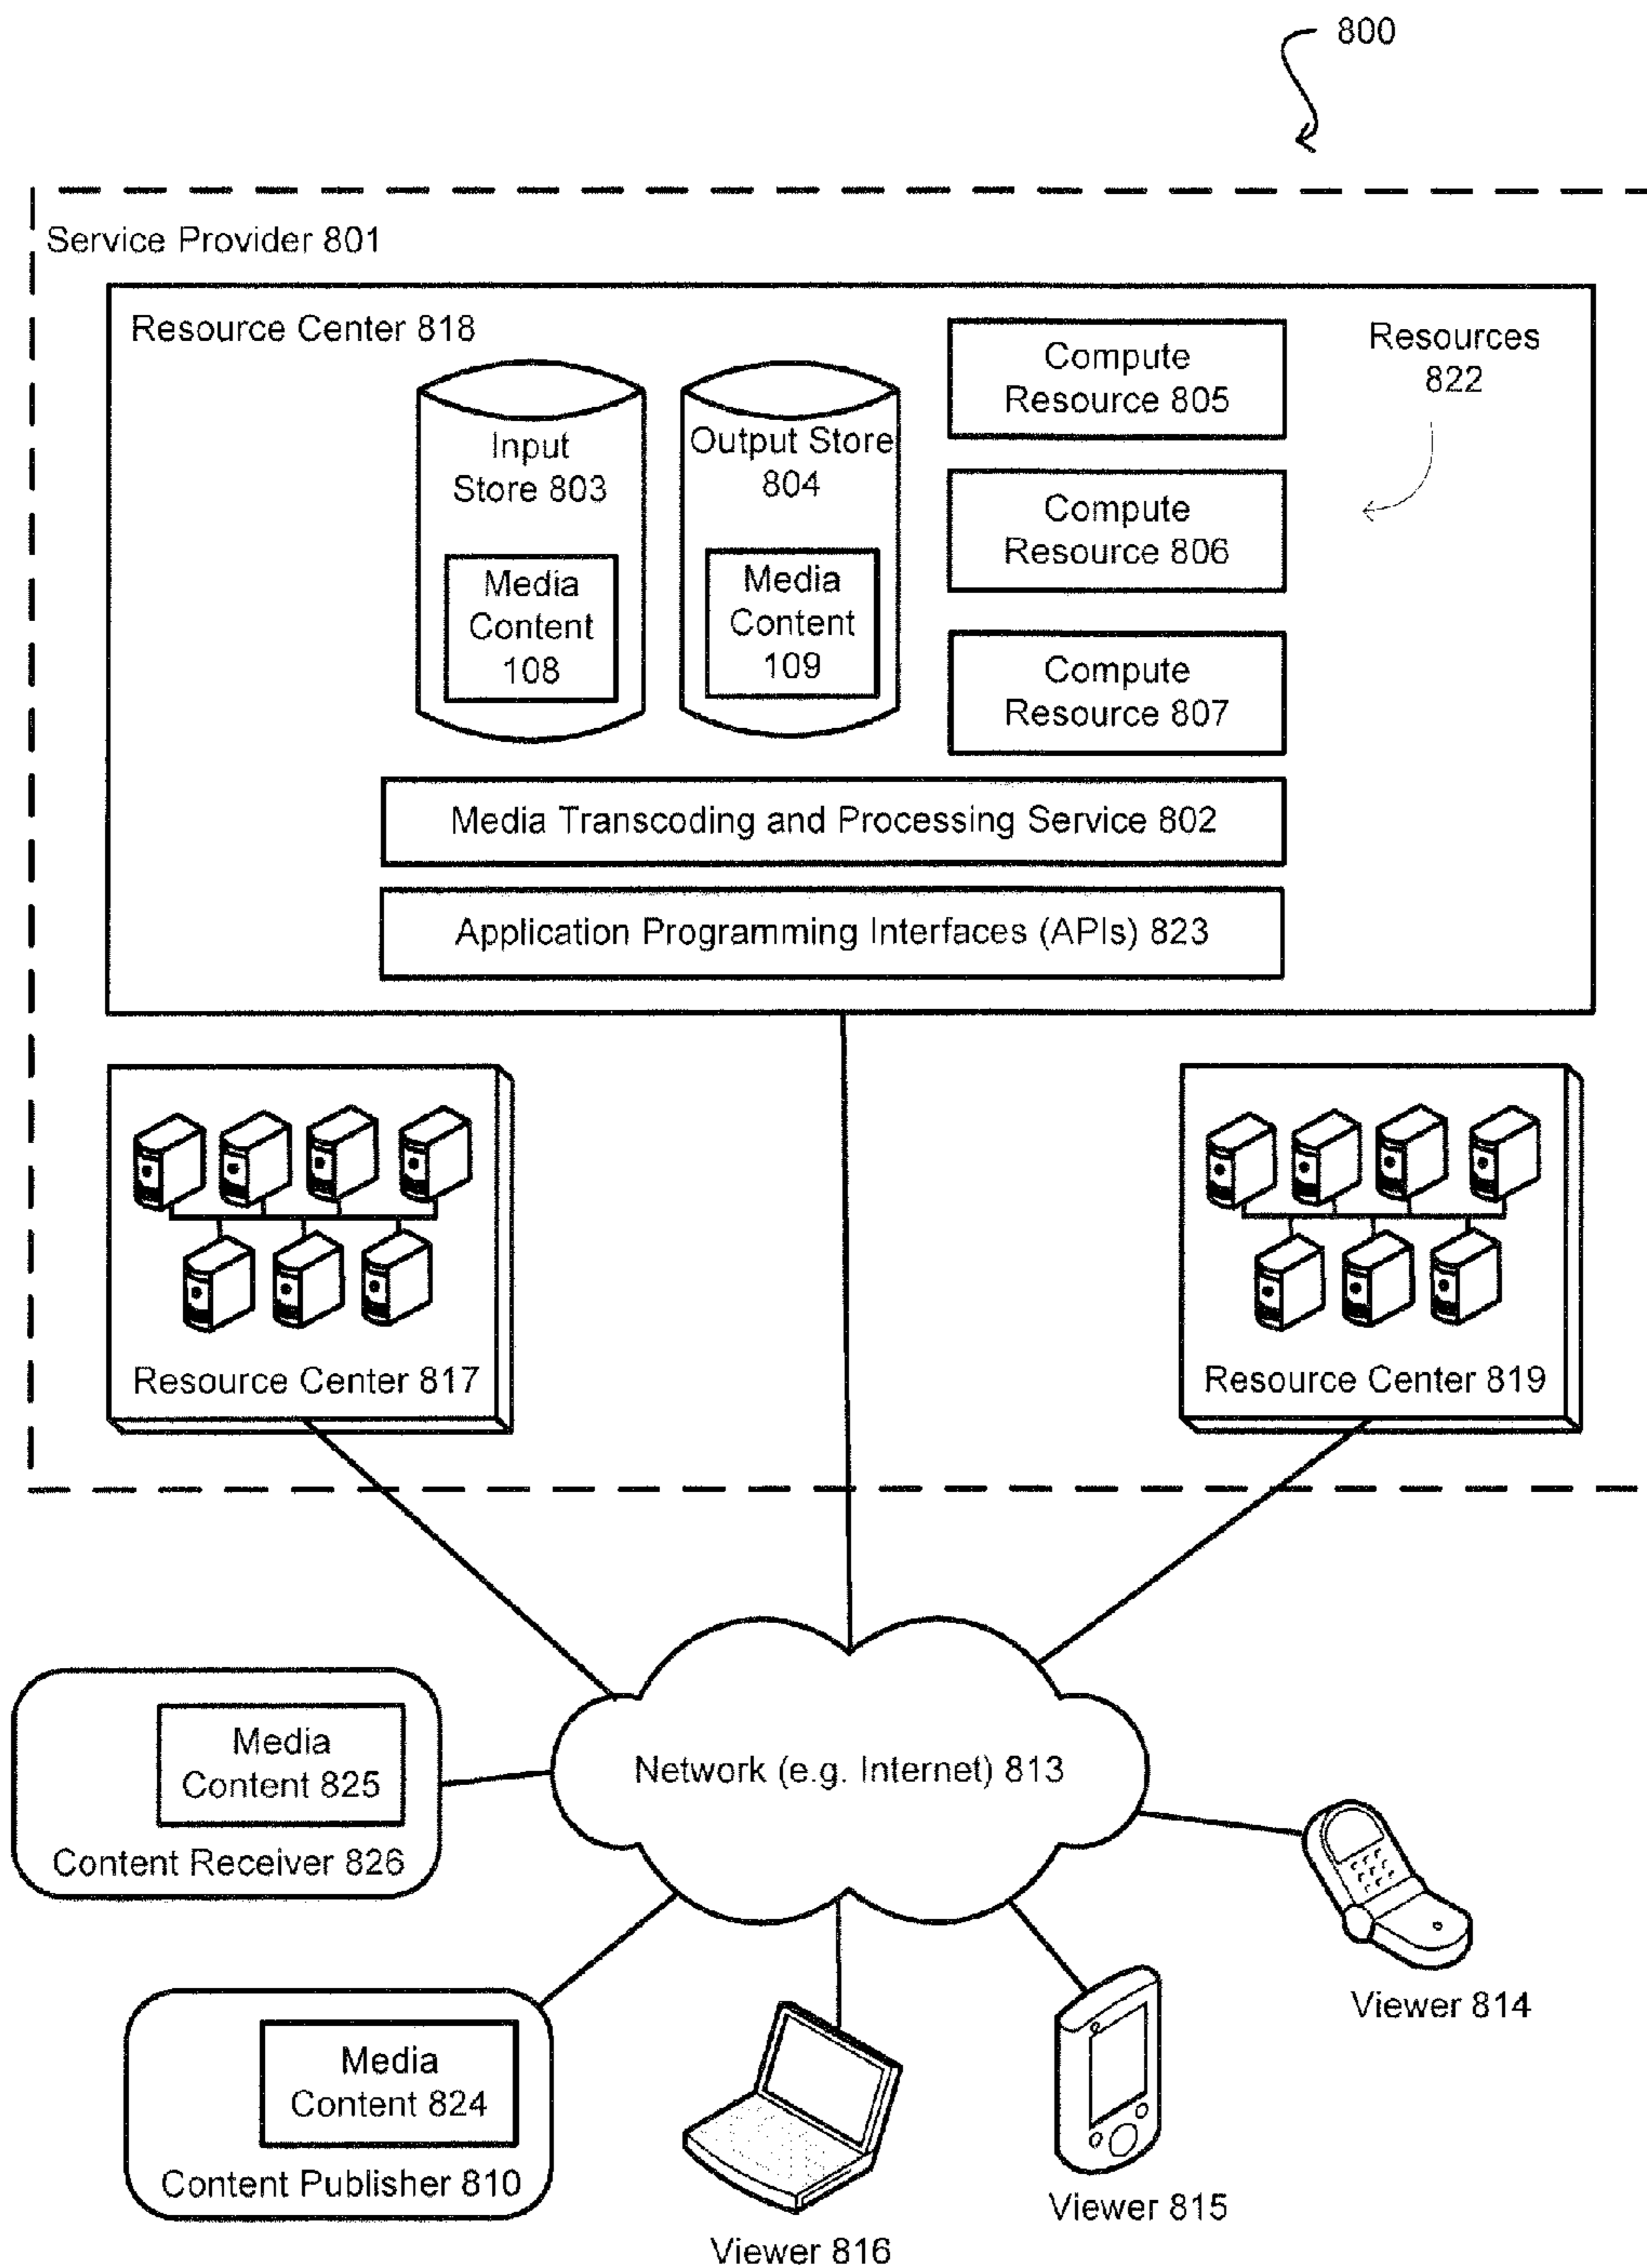 800
Service Provider 801
Resource Center 818
Input
Store 803
Media
Content
108
Output Store
804
Media
Content
109
Compute
Resource 805
Compute
Resource 806
Compute
Resource 807
Resources
822
Media Transcoding and Processing Service 802
Application Programming Interfaces (APIs) 823
Resource Center 817
Resource Center 819
Network (e.g. Internet) 813
Media
Content 825
Content Receiver 826
Media
Content 824
Content Publisher 810
Viewer 816
Viewer 815
Viewer 814